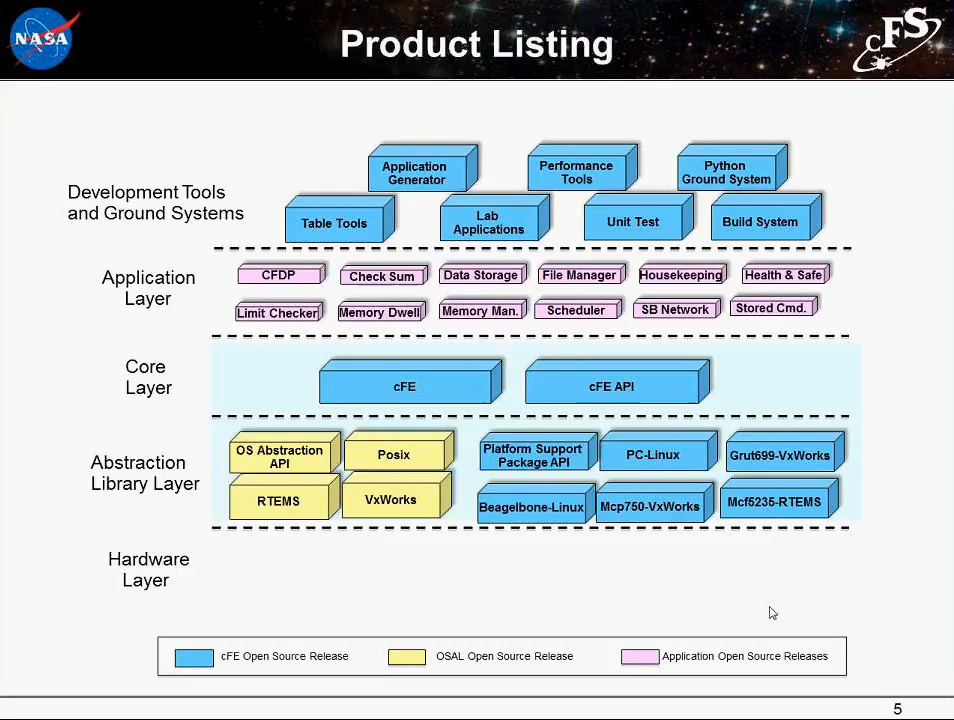 NASA
Product Listing
cFS
Development Tools
and Ground Systems
Application
Generator
Performance
Tools
Python
Ground System
Table Tools
Lab
Applications
Unit Test
Build System
Application
Layer
CFDP
Check Sum
Data Storage
File Manager
Housekeeping
Health & Safe
Limit Checker
Memory Dwell
Memory Man.
Scheduler
SB Network
Stored Cmd.
Core
Layer
cFE
cFE API
Abstraction
Library Layer
OS Abstraction
API
Posix
Platform Support
Package API
PC-Linux
Grut699-VxWorks
RTEMS
VxWorks
Beagelbone-Linux
Mcp750-VxWorks
Mcf5235-RTEMS
Hardware
Layer
cFE Open Source Release
OSAL Open Source Release
Application Open Source Releases
5